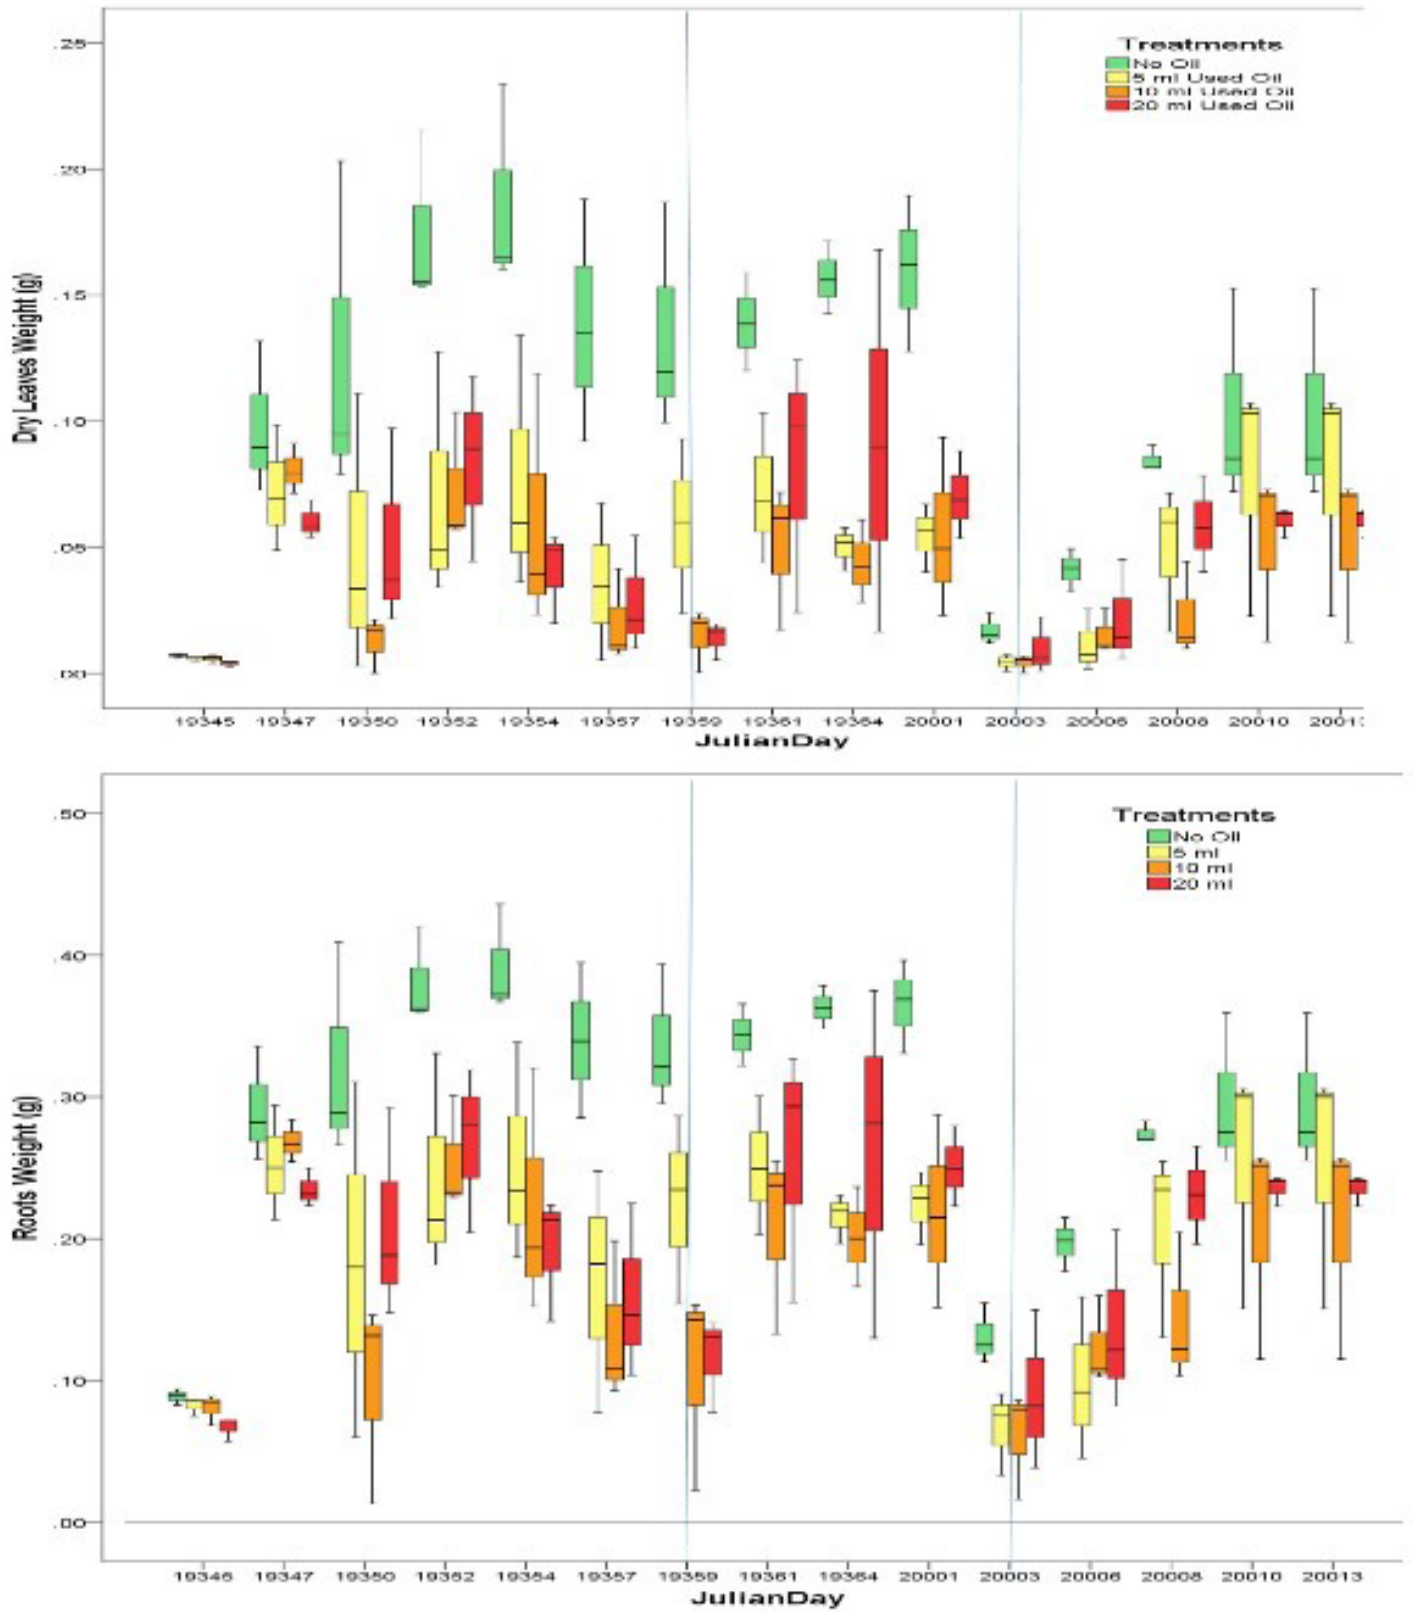 .25
.20
.15
.10
.05
.00
Dry Leaves Weight (g)
Treatments
No Oil
5 ml Used Oil
10 ml Used Oil
20 ml Used Oil
19345 19347 19350 19352 19354 19357 19359 19361 19364 20001 20003 20006 20008 20010
JulianDay
.50
.40
.30
.20
.10
.00
Roots Weight (g)
Treatments
No Oil
5 ml
10 ml
20 ml
19345 19347 19350 19352 19354 19357 19359 19361 19364 20001 20003 20006 20008 20010 20013
JulianDay